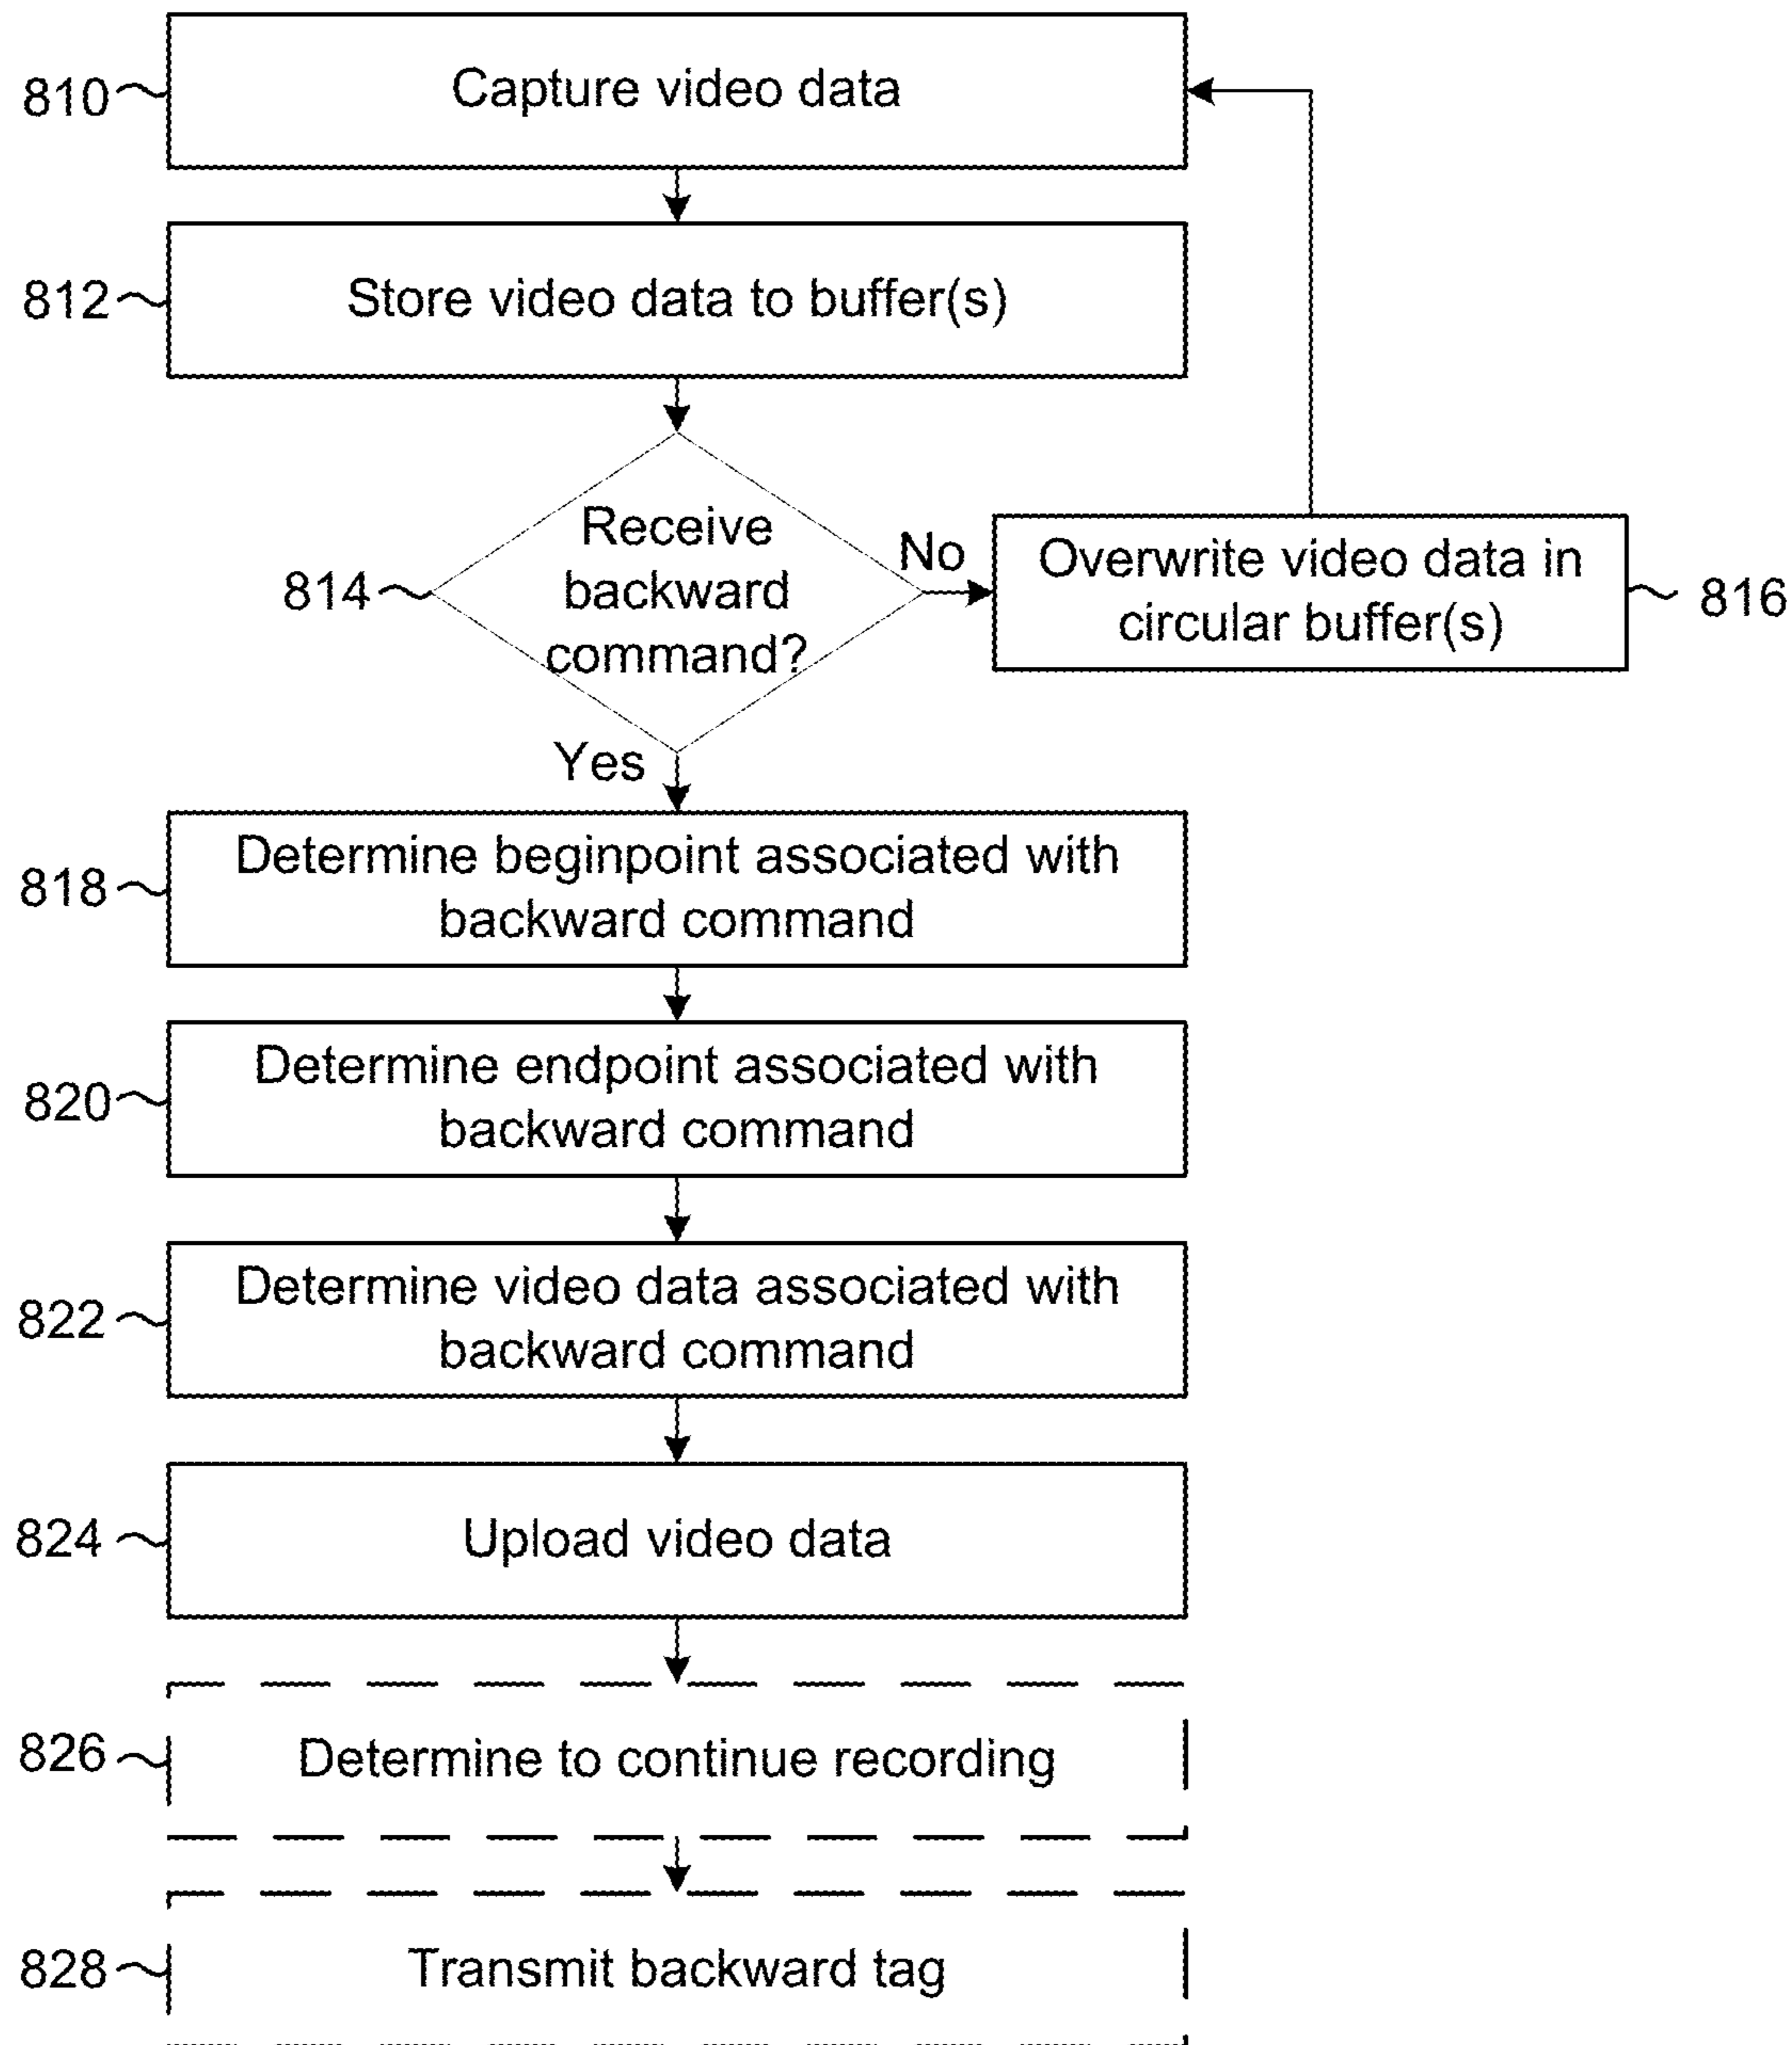 810
Capture video data
812
Store video data to buffer(s)
814
Receive
backward
command?
No
Overwrite video data in
circular buffer(s)
816
Yes
818
Determine beginpoint associated with
backward command
820
Determine endpoint associated with
backward command
822
Determine video data associated with
backward command
824
Upload video data
826
Determine to continue recording
828
Transmit backward tag